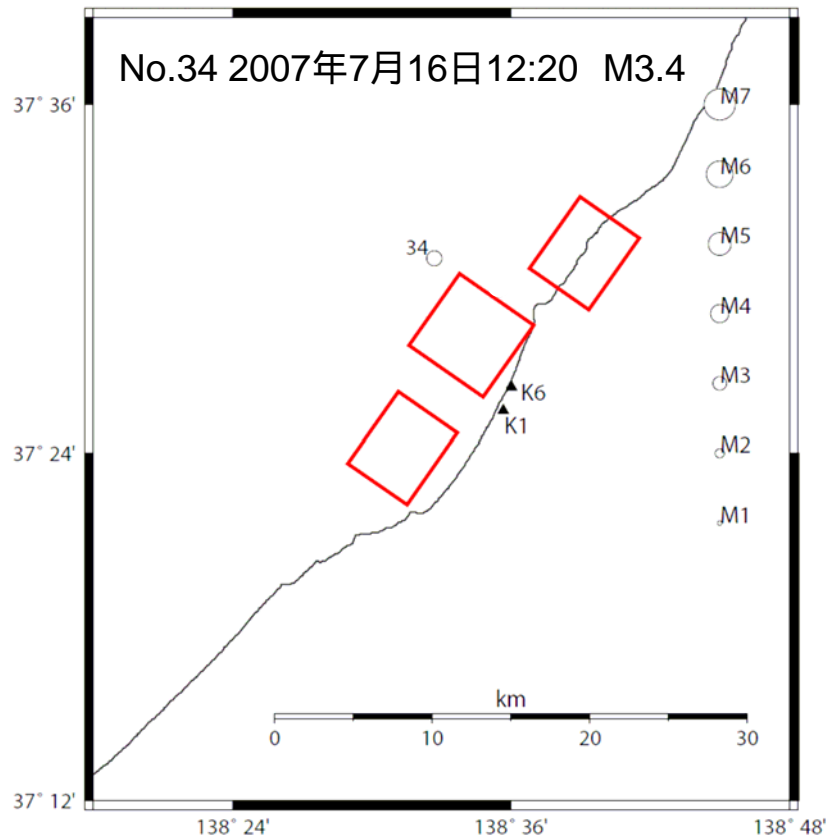 No.34 2007年7月16日12:20 M3.4
37° 36'
M7
M6
M5
34
M4
M3
K6
K1
37° 24'
M2
M1
km
0 10 20 30
37° 12'
138° 24' 138° 36' 138° 48'